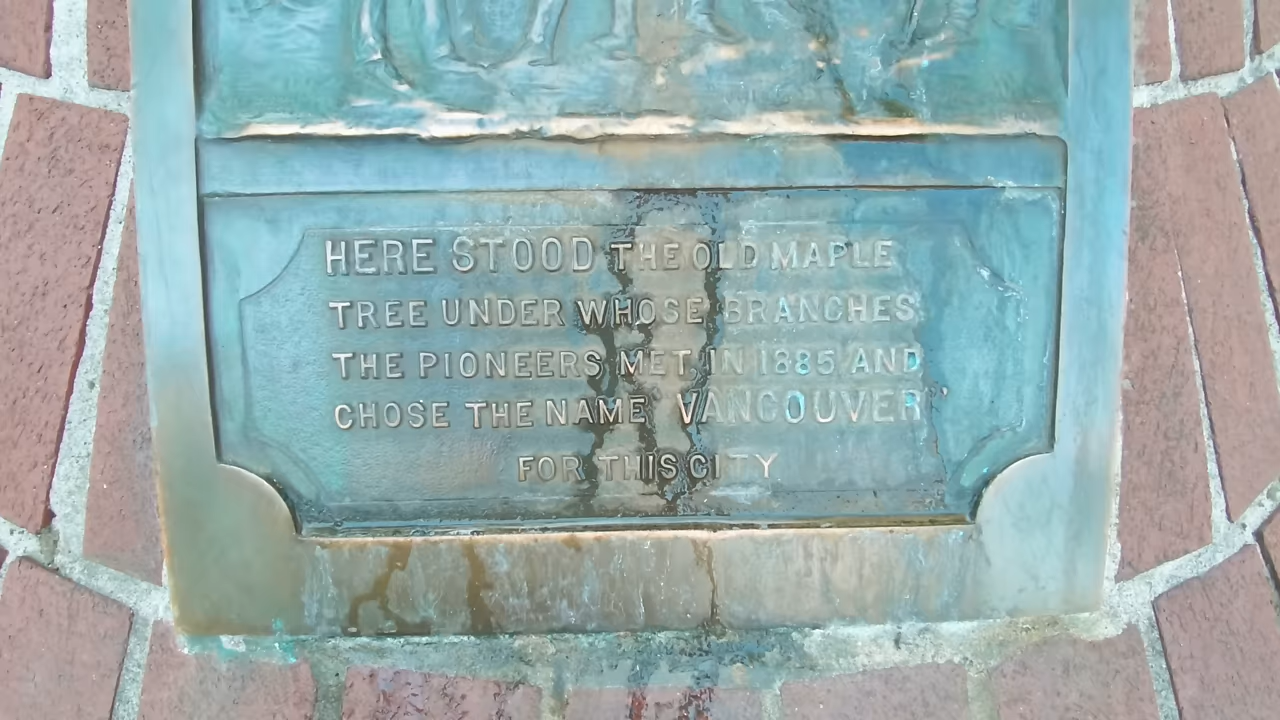 HERE STOOD THE OLD MAPLE
TREE UNDER WHOSE BRANCHES
THE PIONEERS MET IN 1885 AND
CHOSE THE NAME "VANCOUVER"
FOR THIS CITY